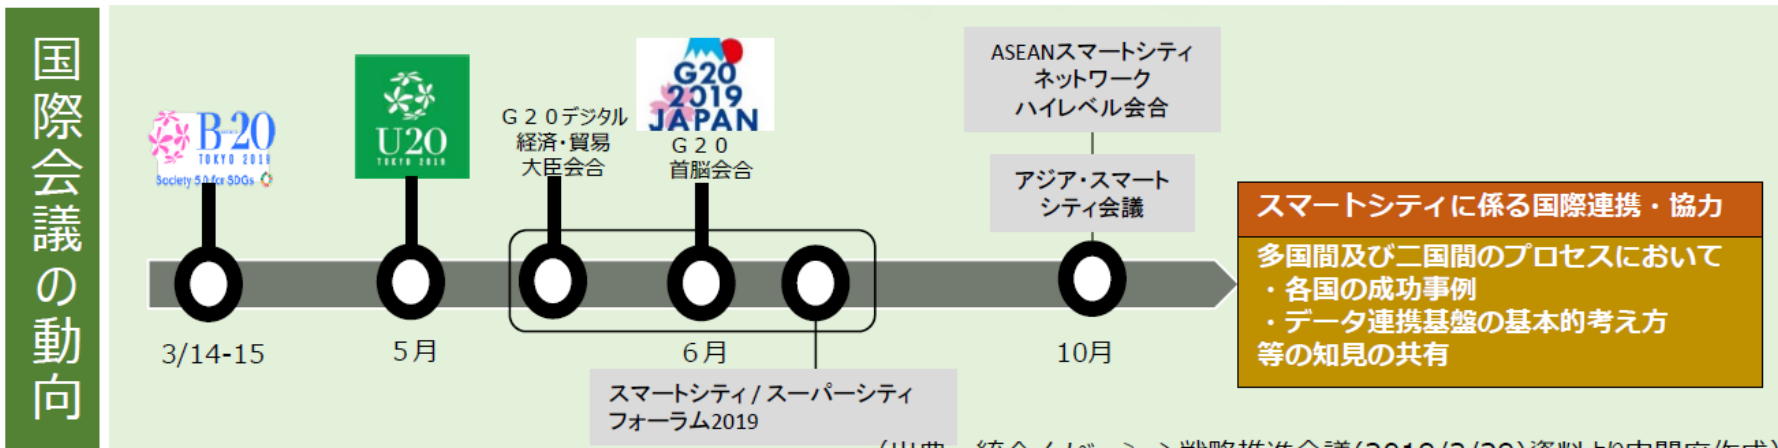 国際会議の動向
B20
TOKYO 2019
Society 5.0 for SDGs
U20
TOKYO 2019
Ｇ２０デジタル
経済・貿易
大臣会合
G20
2019
JAPAN
Ｇ２０
首脳会合
ASEANスマートシティ
ネットワーク
ハイレベル会合
アジア・スマート
シティ会議
3/14-15
５月
６月
10月
スマートシティ / スーパーシティ
フォーラム2019
スマートシティに係る国際連携・協力
多国間及び二国間のプロセスにおいて
・各国の成功事例
・データ連携基盤の基本的考え方
等の知見の共有